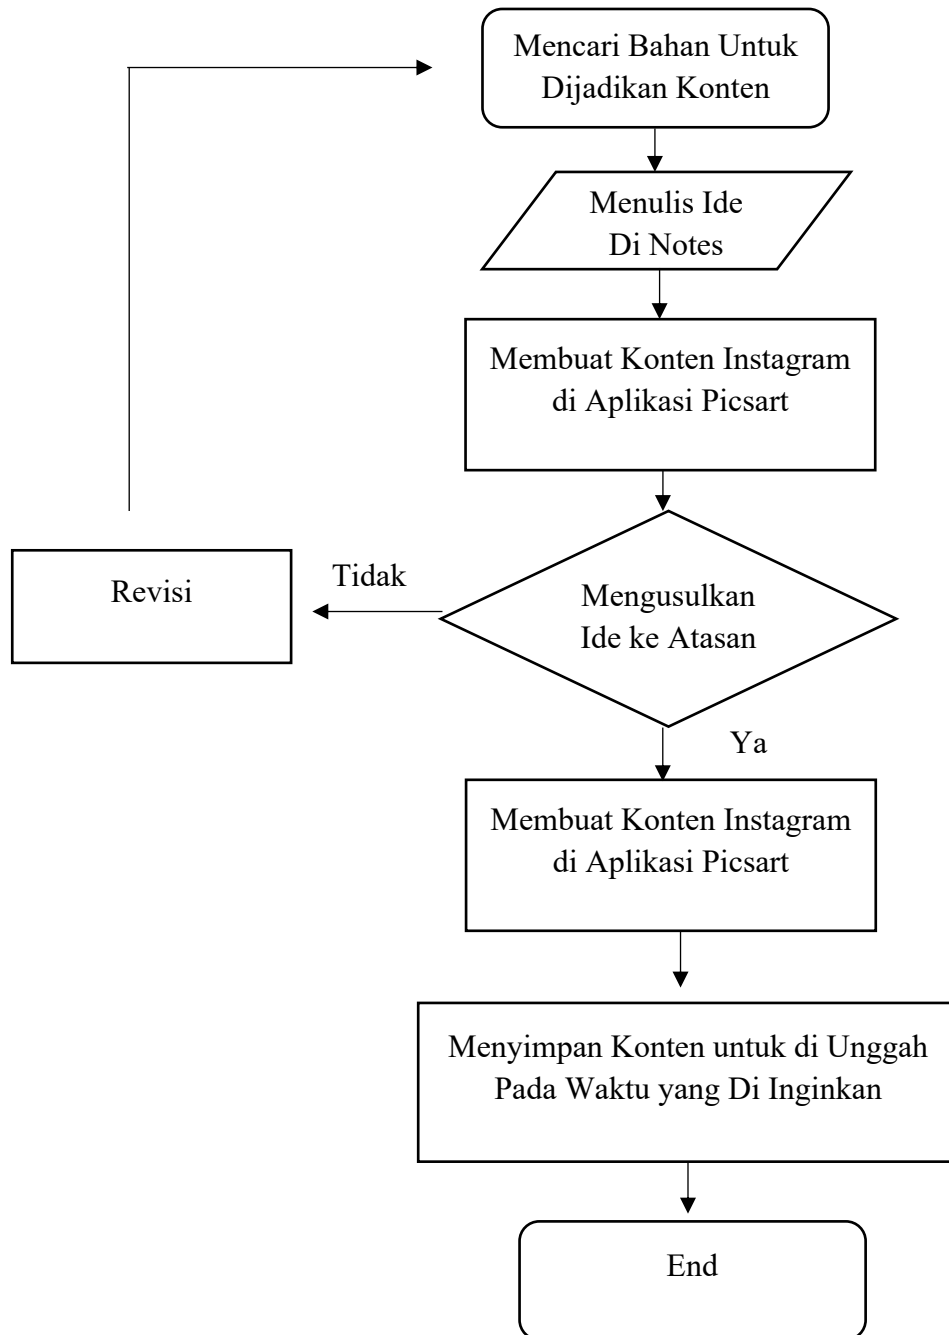 Mencari Bahan Untuk
Dijadikan Konten
Menulis Ide
Di Notes
Membuat Konten Instagram
di Aplikasi Picsart
Revisi
Tidak
Mengusulkan
Ide ke Atasan
Ya
Membuat Konten Instagram
di Aplikasi Picsart
Menyimpan Konten untuk di Unggah
Pada Waktu yang Di Inginkan
End